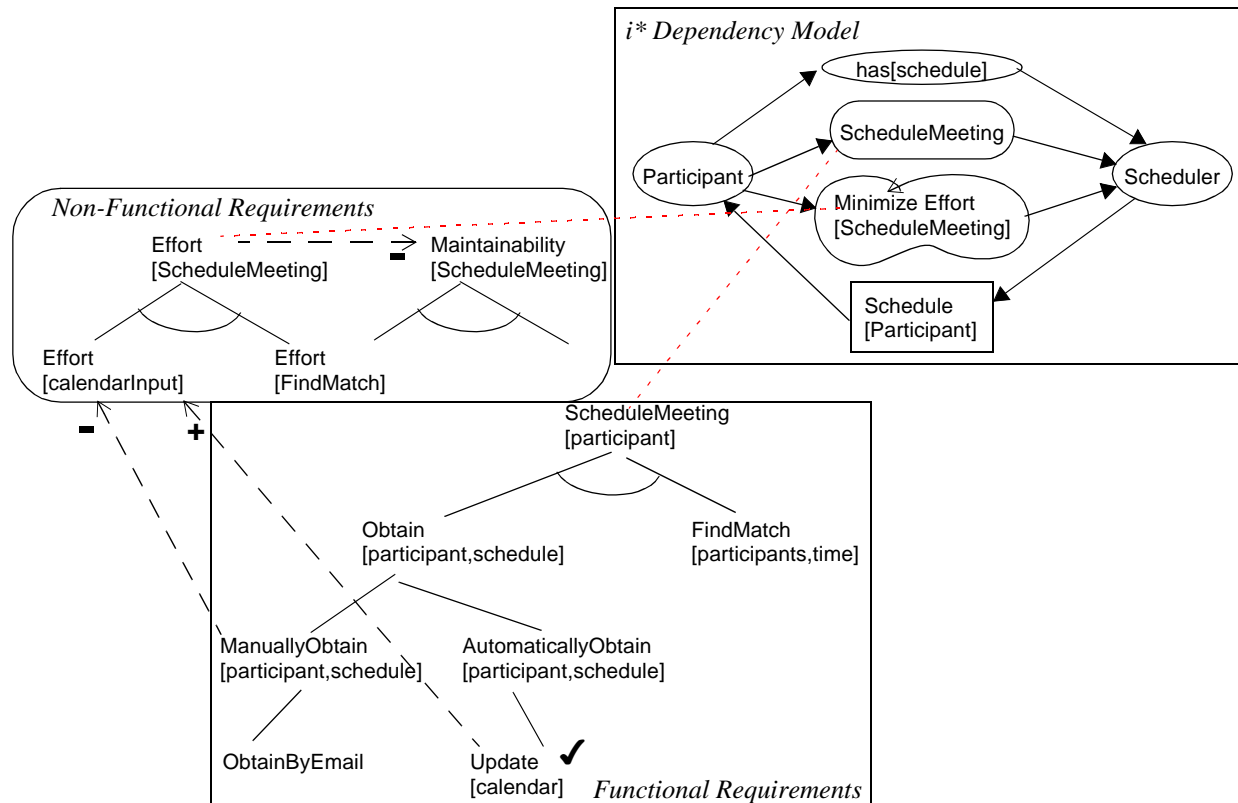 i* Dependency Model
has[schedule]
ScheduleMeeting
Participant
Scheduler
Minimize Effort
[ScheduleMeeting]
Schedule
[Participant]
Non-Functional Requirements
Effort
[ScheduleMeeting]
-
Maintainability
[ScheduleMeeting]
Effort
[calendarInput]
Effort
[FindMatch]
-
+
ScheduleMeeting
[participant]
Obtain
[participant,schedule]
FindMatch
[participants,time]
ManuallyObtain
[participant,schedule]
AutomaticallyObtain
[participant,schedule]
ObtainByEmail
Update
[calendar]
✓
Functional Requirements